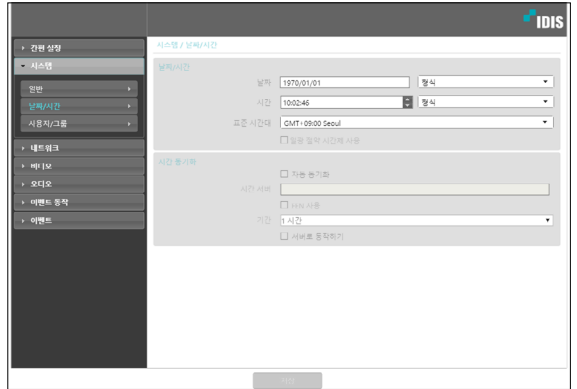 IDIS
간편 설정
시스템
일반
날짜/시간
사용자/그룹
네트워크
비디오
오디오
이벤트 동작
이벤트
시스템 / 날짜/시간
날짜/시간
날짜 1970/01/01 형식
시간 10:02:46 형식
표준 시간대 GMT+09:00 Seoul
일광 절약 시간제 사용
시간 동기화
자동 동기화
시간 서버
FEN 사용
기간 1 시간
서버로 동작하기
저장